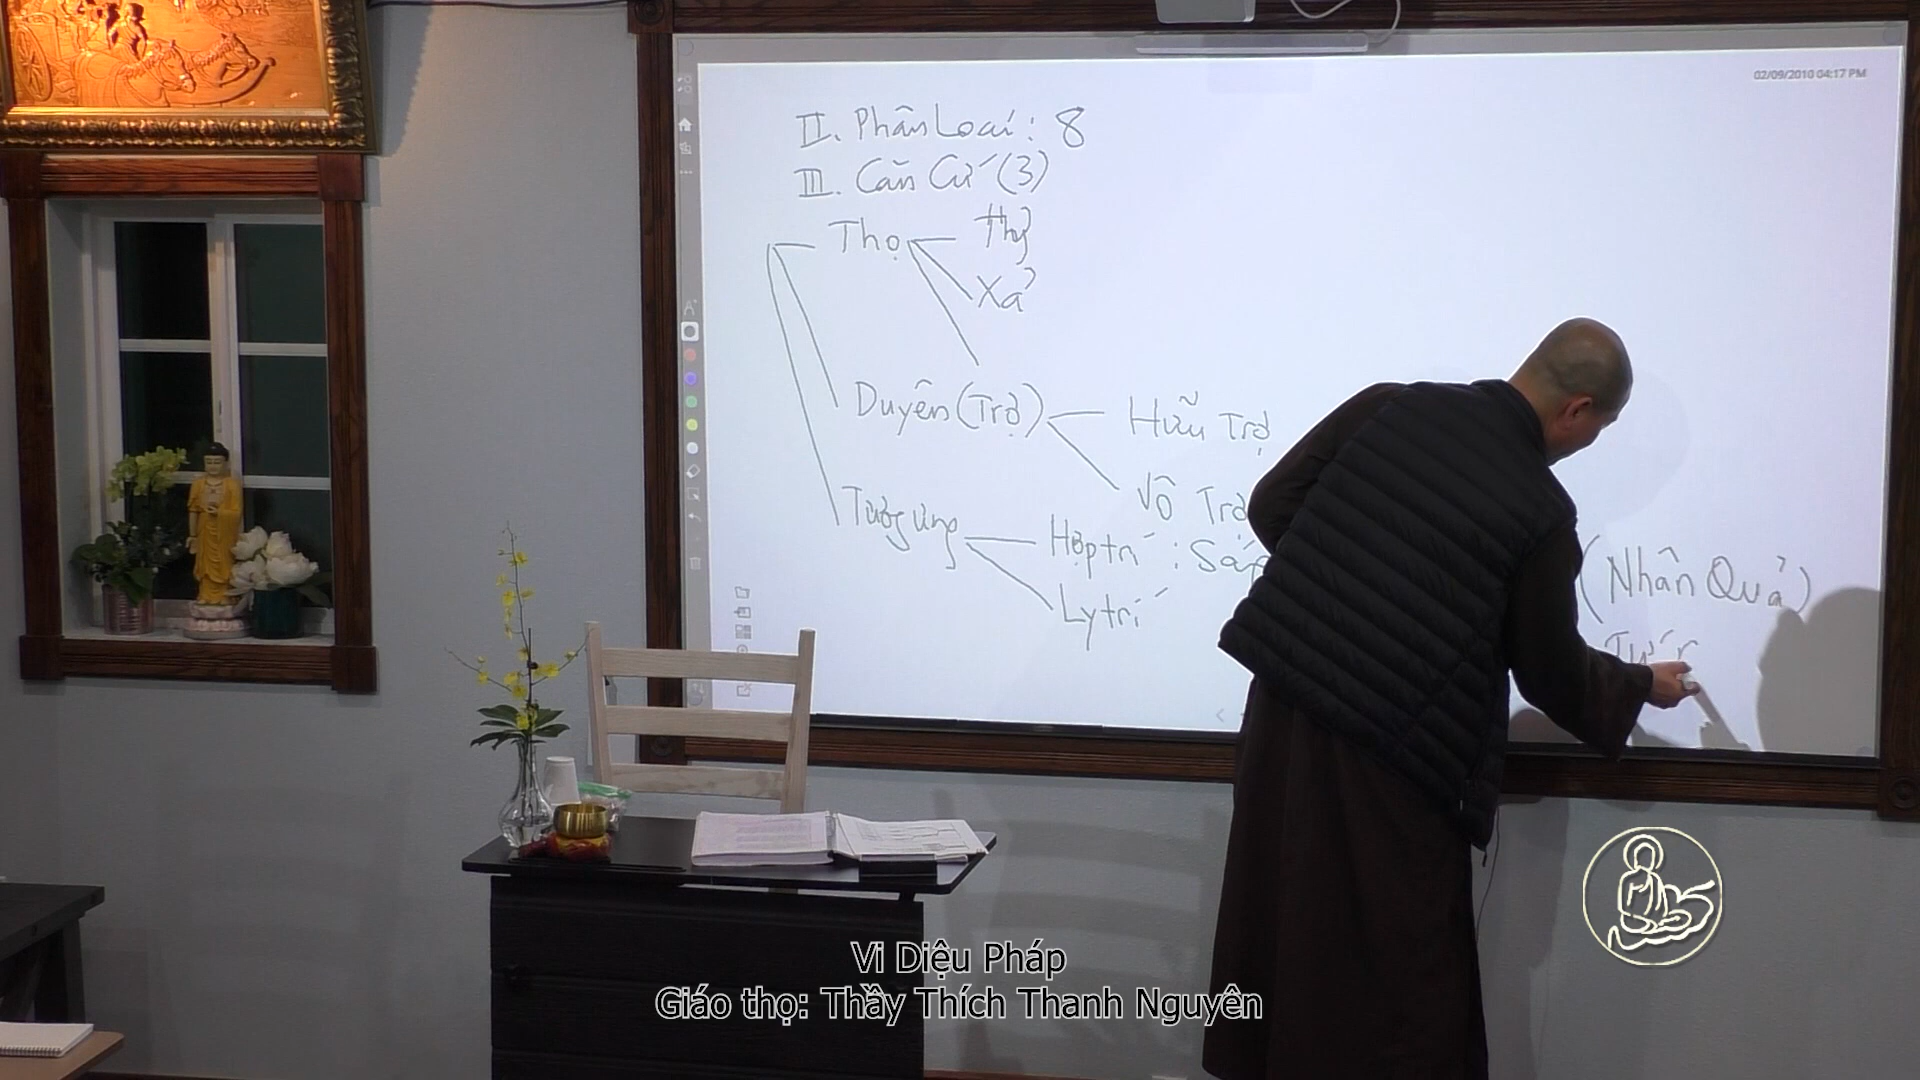 02/09/2010 04:17 PM
II. Phân Loại: 8
III. Căn Cứ (3)
Thọ
Hỷ
Xả
Duyên (Trợ)
Hữu Trợ
Vô Trợ
Tương ưng
Hợp trí :
(Nhân Quả)
Ly trí
Vi Diệu Pháp
Giáo thọ: Thầy Thích Thanh Nguyên